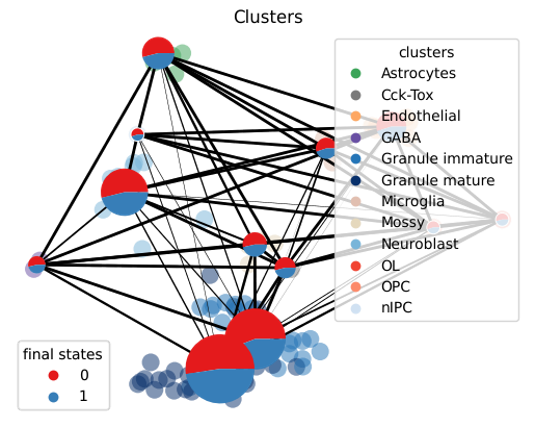 Clusters
clusters
Astrocytes
Cck-Tox
Endothelial
GABA
Granule immature
Granule mature
Microglia
Mossy
Neuroblast
OL
OPC
nIPC
final states
0
1